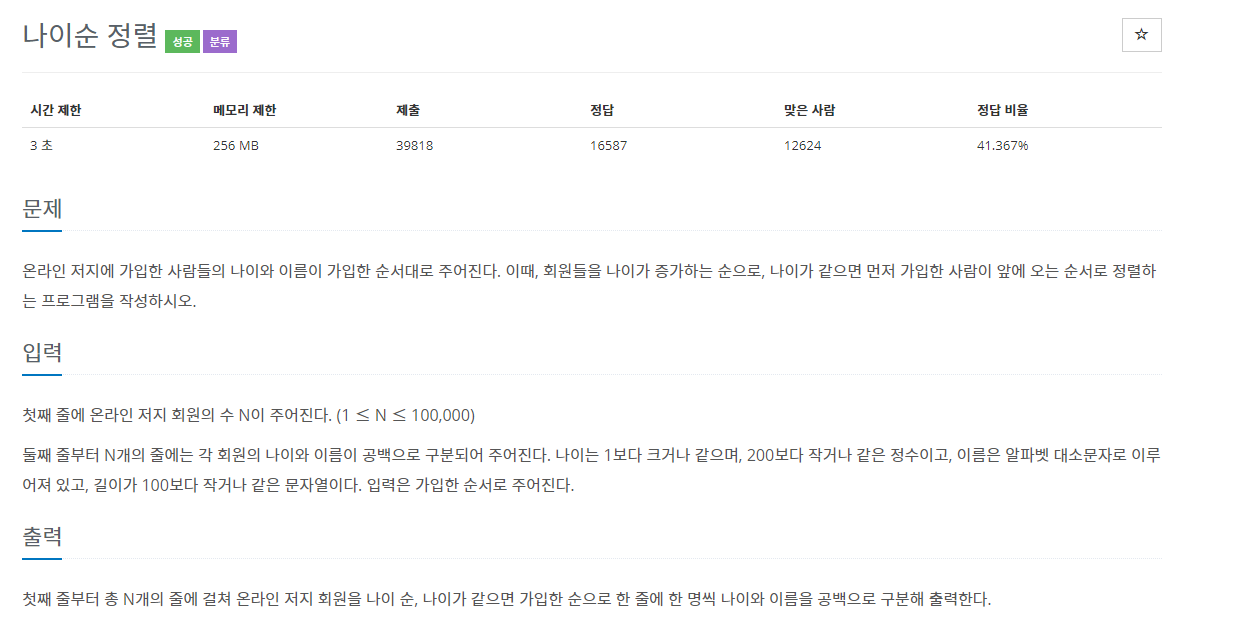 나이순 정렬 성공 분류
☆
시간 제한 메모리 제한 제출 정답 맞은 사람 정답 비율
3 초 256 MB 39818 16587 12624 41.367%
문제
온라인 저지에 가입한 사람들의 나이와 이름이 가입한 순서대로 주어진다. 이때, 회원들을 나이가 증가하는 순으로, 나이가 같으면 먼저 가입한 사람이 앞에 오는 순서로 정렬하
는 프로그램을 작성하시오.
입력
첫째 줄에 온라인 저지 회원의 수 N이 주어진다. (1 ≤ N ≤ 100,000)
둘째 줄부터 N개의 줄에는 각 회원의 나이와 이름이 공백으로 구분되어 주어진다. 나이는 1보다 크거나 같으며, 200보다 작거나 같은 정수이고, 이름은 알파벳 대소문자로 이루
어져 있고, 길이가 100보다 작거나 같은 문자열이다. 입력은 가입한 순서로 주어진다.
출력
첫째 줄부터 총 N개의 줄에 걸쳐 온라인 저지 회원을 나이 순, 나이가 같으면 가입한 순으로 한 줄에 한 명씩 나이와 이름을 공백으로 구분해 출력한다.